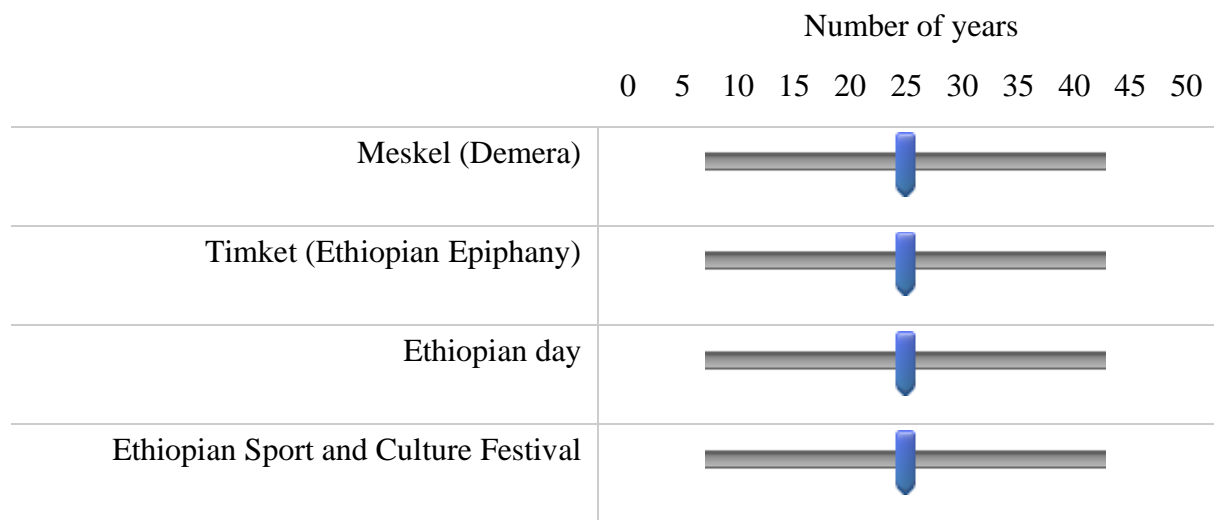 Number of years
0 5 10 15 20 25 30 35 40 45 50
Meskel (Demera)
Timket (Ethiopian Epiphany)
Ethiopian day
Ethiopian Sport and Culture Festival